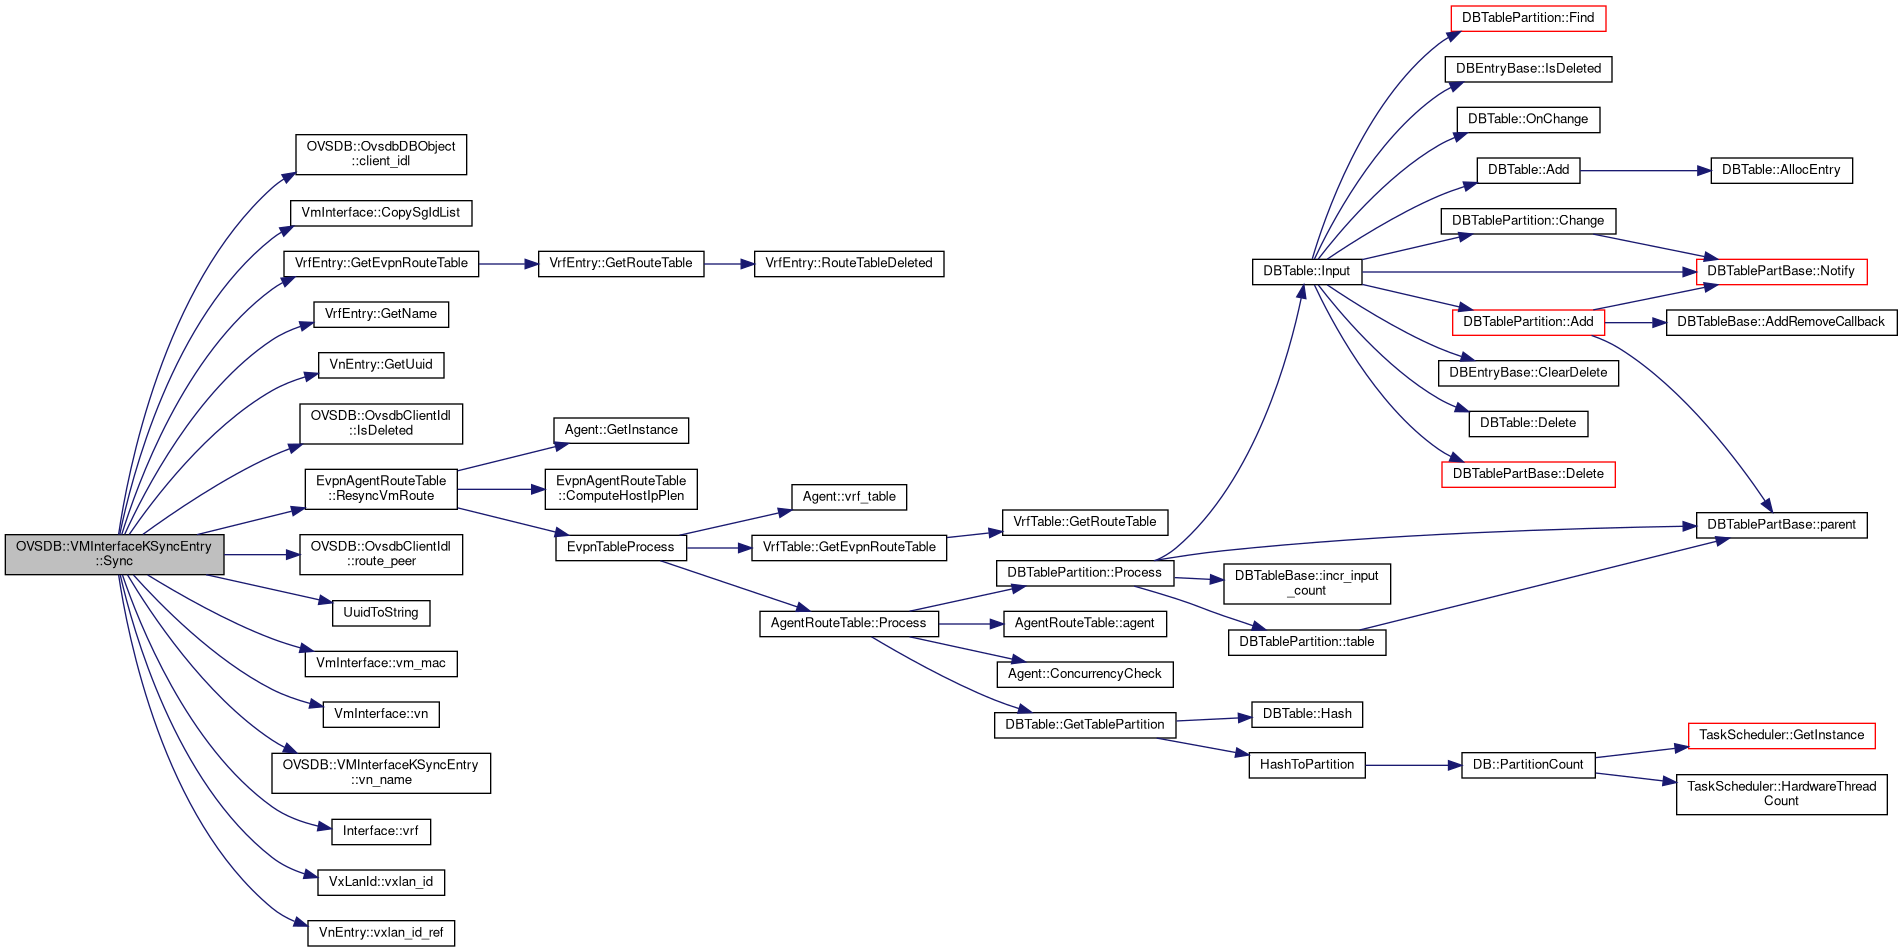 OVSDB::VMInterfaceKSyncEntry
::Sync
OVSDB::OvsdbDBObject
::client_idl
VmInterface::CopySgIdList
VrfEntry::GetEvpnRouteTable
VrfEntry::GetName
VnEntry::GetUuid
OVSDB::OvsdbClientIdl
::IsDeleted
EvpnAgentRouteTable
::ResyncVmRoute
OVSDB::OvsdbClientIdl
::route_peer
UuidToString
VmInterface::vm_mac
VmInterface::vn
OVSDB::VMInterfaceKSyncEntry
::vn_name
Interface::vrf
VxLanId::vxlan_id
VnEntry::vxlan_id_ref
VrfEntry::GetRouteTable
VrfEntry::RouteTableDeleted
Agent::GetInstance
EvpnAgentRouteTable
::ComputeHostIpPlen
EvpnTableProcess
Agent::vrf_table
VrfTable::GetEvpnRouteTable
AgentRouteTable::Process
VrfTable::GetRouteTable
DBTablePartition::Process
AgentRouteTable::agent
Agent::ConcurrencyCheck
DBTable::GetTablePartition
DBTable::Input
DBTableBase::incr_input
_count
DBTablePartition::table
DBTable::Hash
HashToPartition
DBTablePartition::Find
DBEntryBase::IsDeleted
DBTable::OnChange
DBTable::Add
DBTablePartition::Change
DBTablePartition::Add
DBEntryBase::ClearDelete
DBTable::Delete
DBTablePartBase::Delete
DB::PartitionCount
DBTable::AllocEntry
DBTablePartBase::Notify
DBTableBase::AddRemoveCallback
DBTablePartBase::parent
TaskScheduler::GetInstance
TaskScheduler::HardwareThread
Count